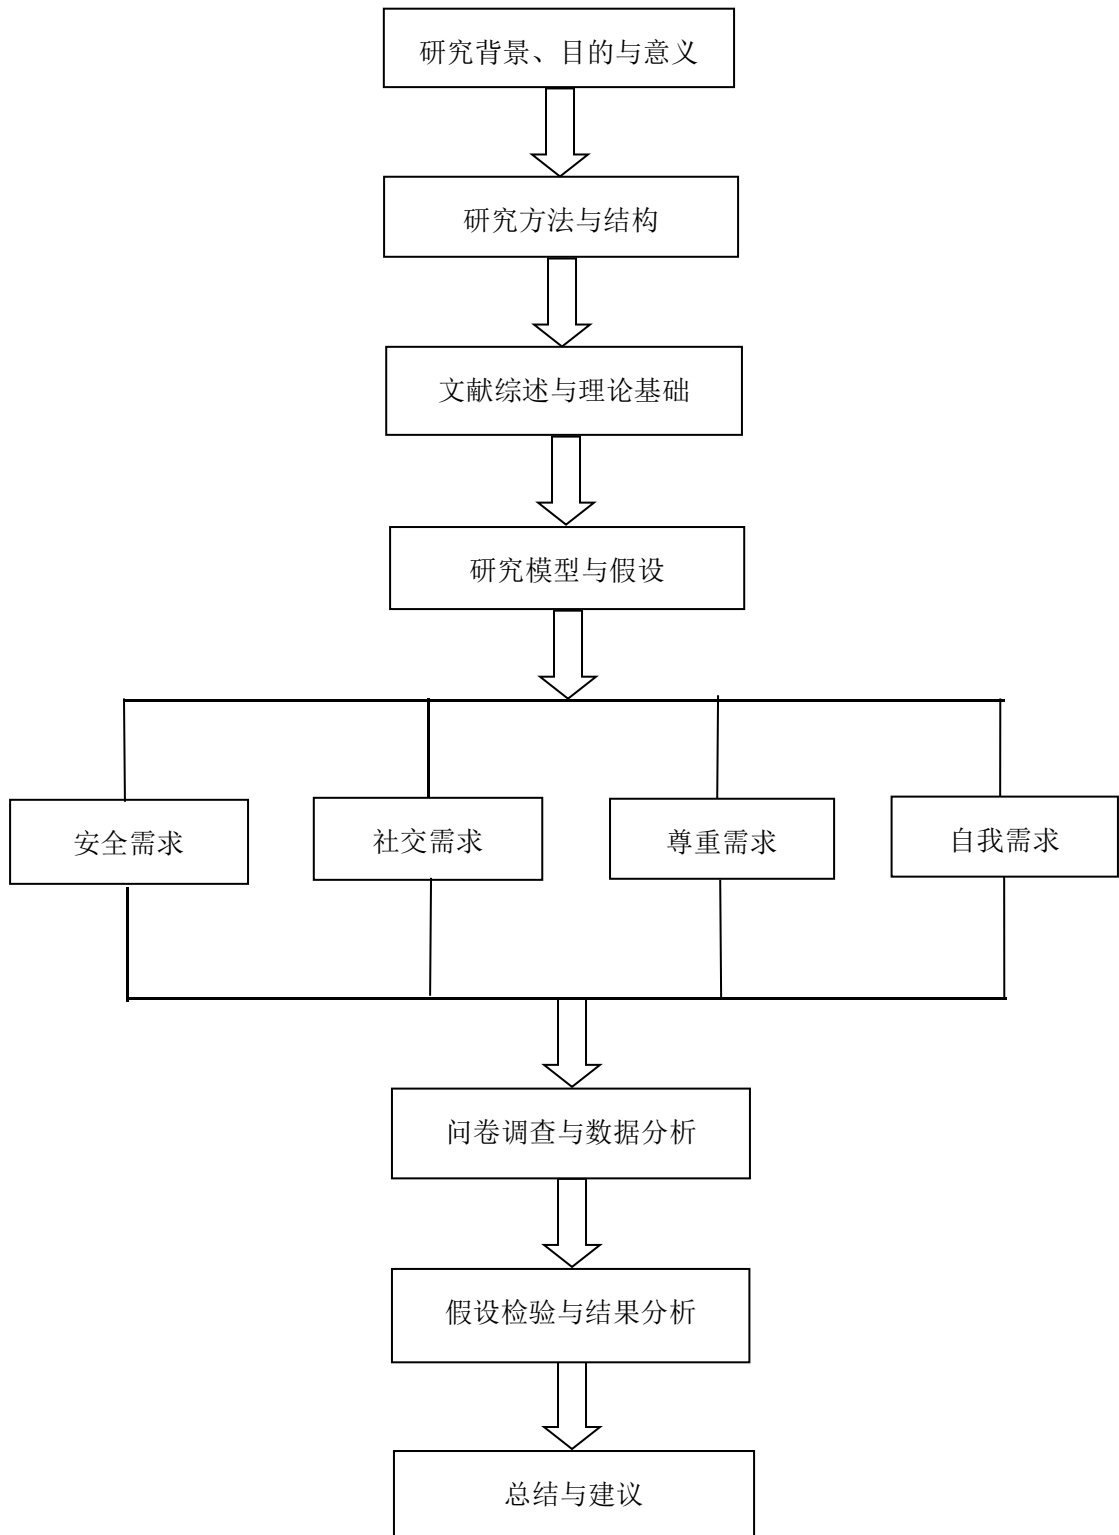 研究背景、目的与意义
研究方法与结构
文献综述与理论基础
研究模型与假设
安全需求
社交需求
尊重需求
自我需求
问卷调查与数据分析
假设检验与结果分析
总结与建议